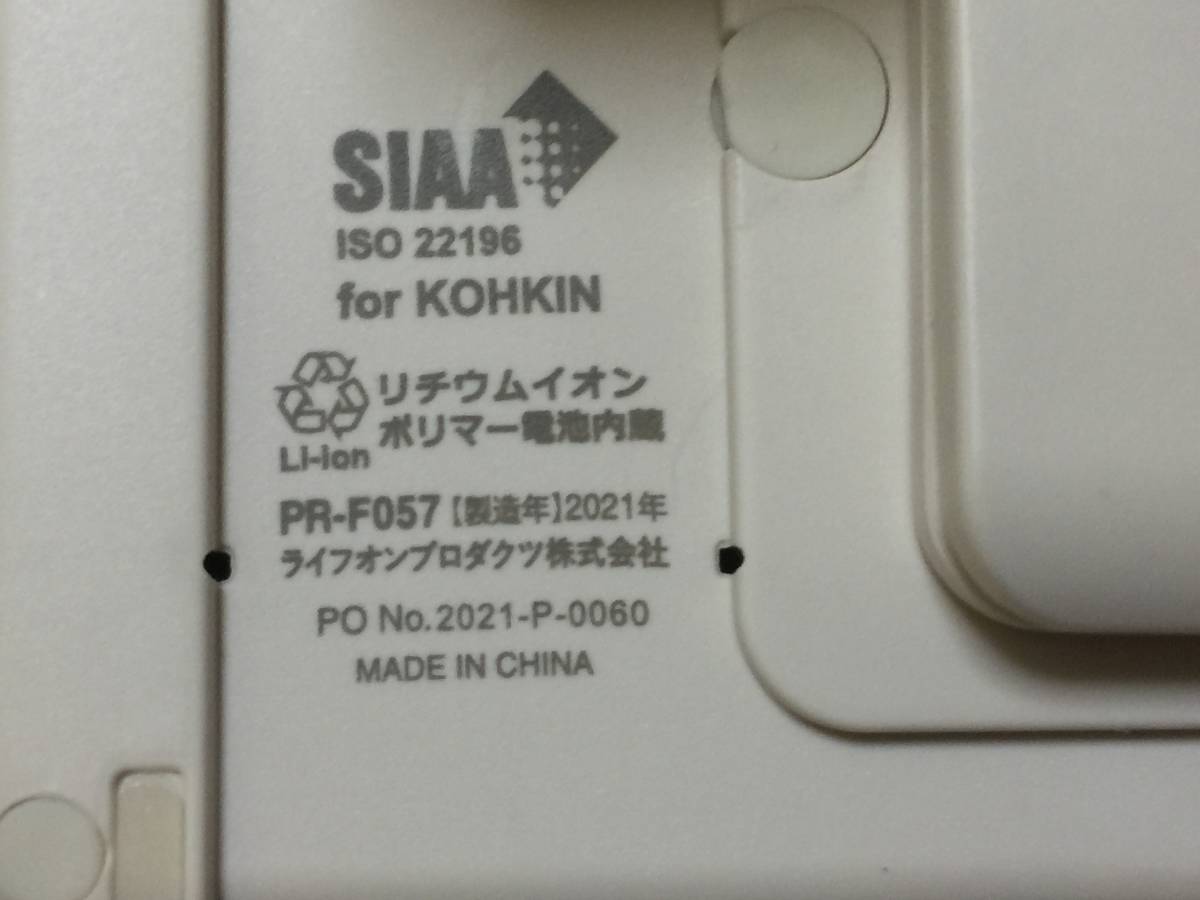 SIAA
ISO 22196
for KOHKIN
リチウムイオン
ポリマー電池内蔵
Li-ion
PR-F057【製造年】2021年
ライフオンプロダクツ株式会社
PO No.2021-P-0060
MADE IN CHINA